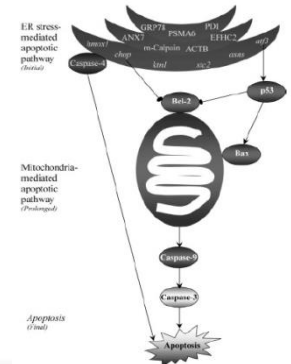 ER stress-
mediated
apoptotic
pathway
(Initial)
GRP78
PDI
ANX7
PSMA6
EFHC2
atf3
hmox1
m-Calpain
ACTB
chop
Caspase-4
p53
Bcl-2
Bax
Mitochondria-
mediated
apoptotic
pathway
(Prolonged)
Caspase-9
Caspase-3
Apoptosis
(Final)
Apoptosis